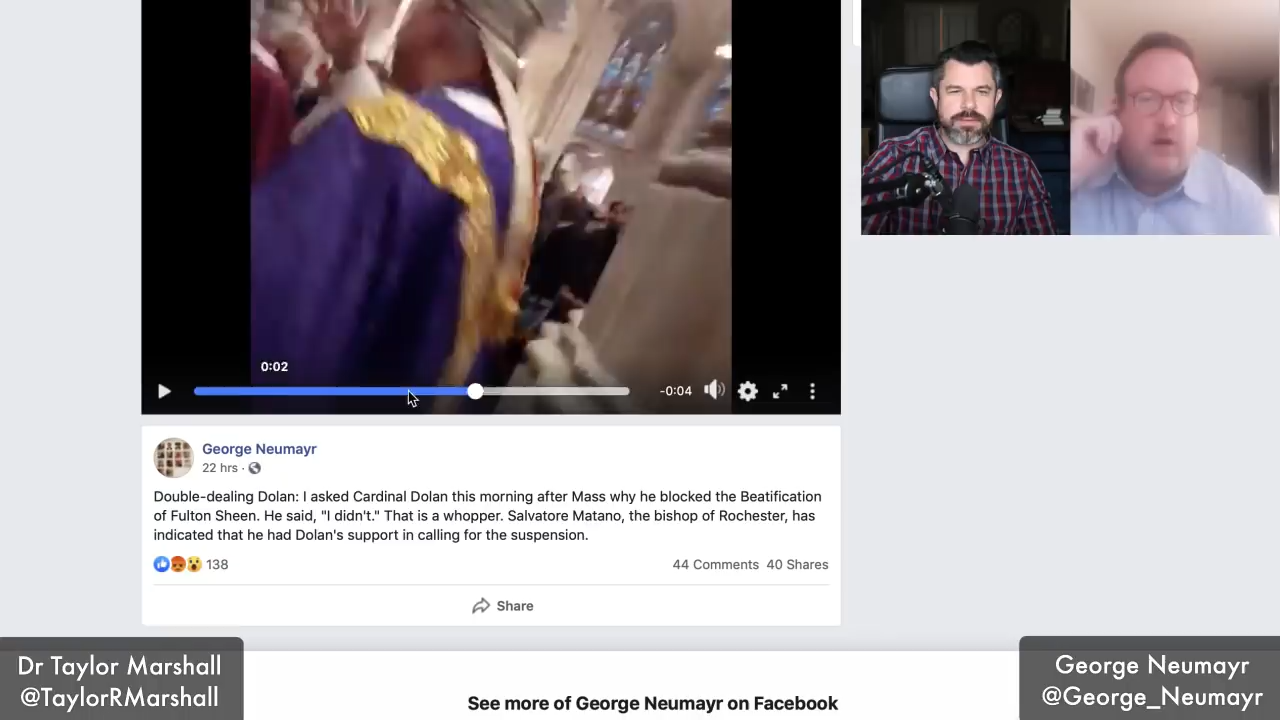 0:02
-0:04
George Neumayr
22 hrs ·
Double-dealing Dolan: I asked Cardinal Dolan this morning after Mass why he blocked the Beatification
of Fulton Sheen. He said, "I didn't." That is a whopper. Salvatore Matano, the bishop of Rochester, has
indicated that he had Dolan's support in calling for the suspension.
138
44 Comments 40 Shares
Share
Dr Taylor Marshall
@TaylorRMarshall
George Neumayr
@George_Neumayr
See more of George Neumayr on Facebook